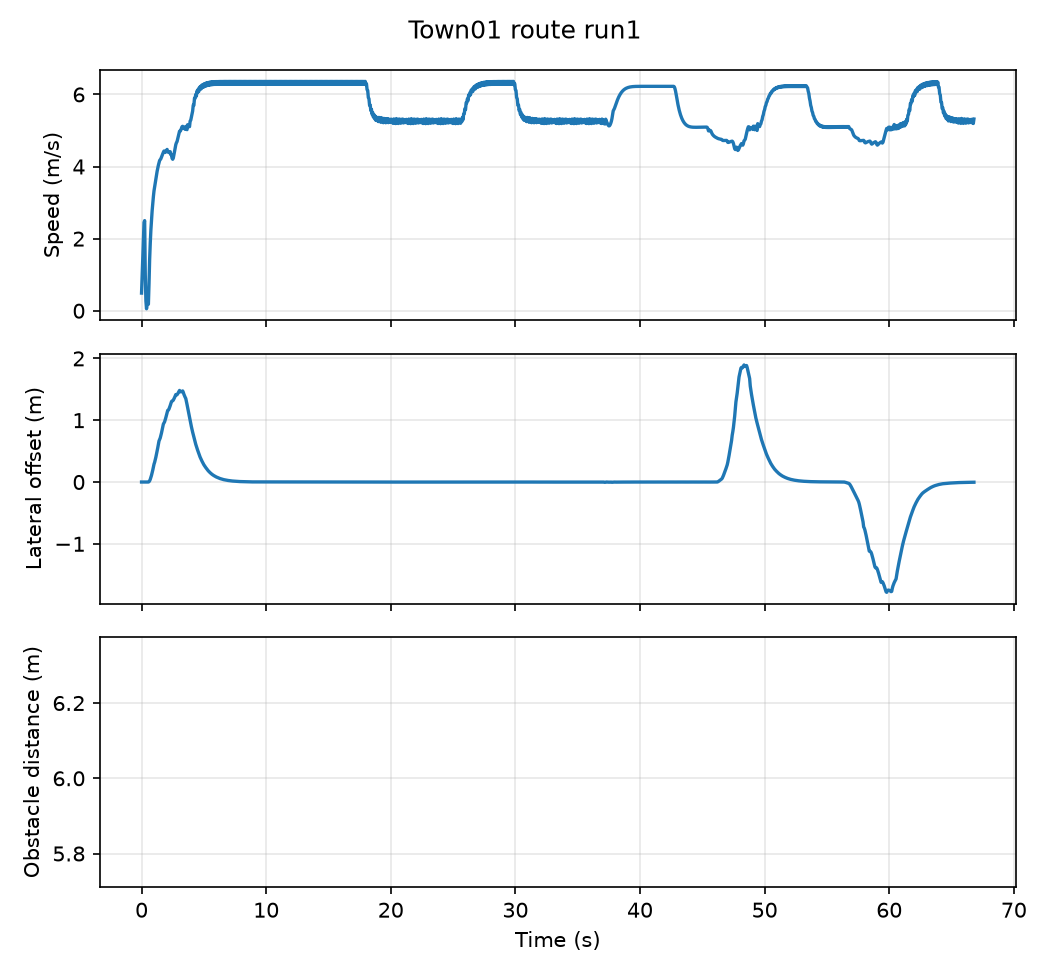 Town01 route run1
Speed (m/s)
6
4
2
0
Lateral offset (m)
2
1
0
−1
Obstacle distance (m)
6.2
6.0
5.8
0 10 20 30 40 50 60 70
Time (s)